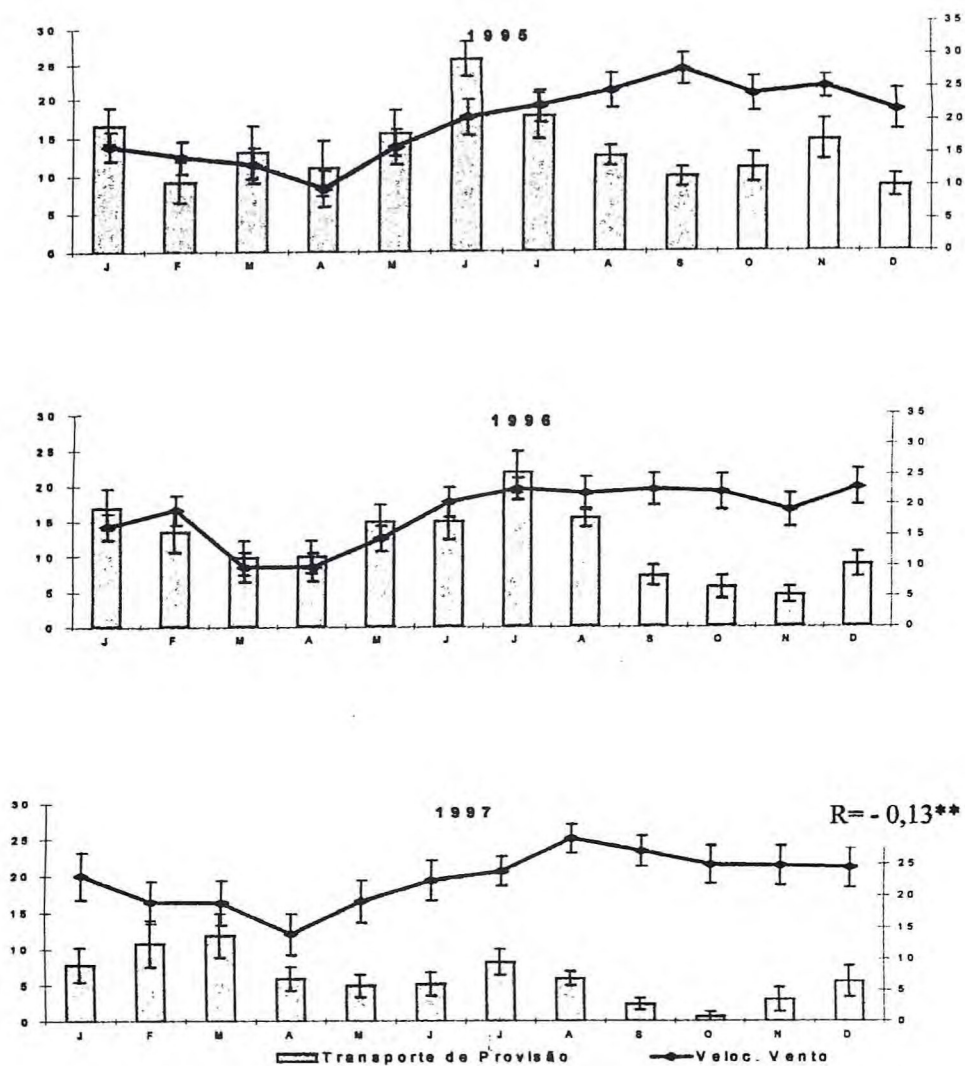 1995
30 25 20 15 10 5 0
35 30 25 20 15 10 5 0
J F M A M J J A S O N D
1996
30 25 20 15 10 5 0
35 30 25 20 15 10 5 0
J F M A M J J A S O N D
1997
R= - 0,13**
30 25 20 15 10 5 0
25 20 15 10 5 0
J F M A M J J A S O N D
Transporte de Provisão Veloc. Vento